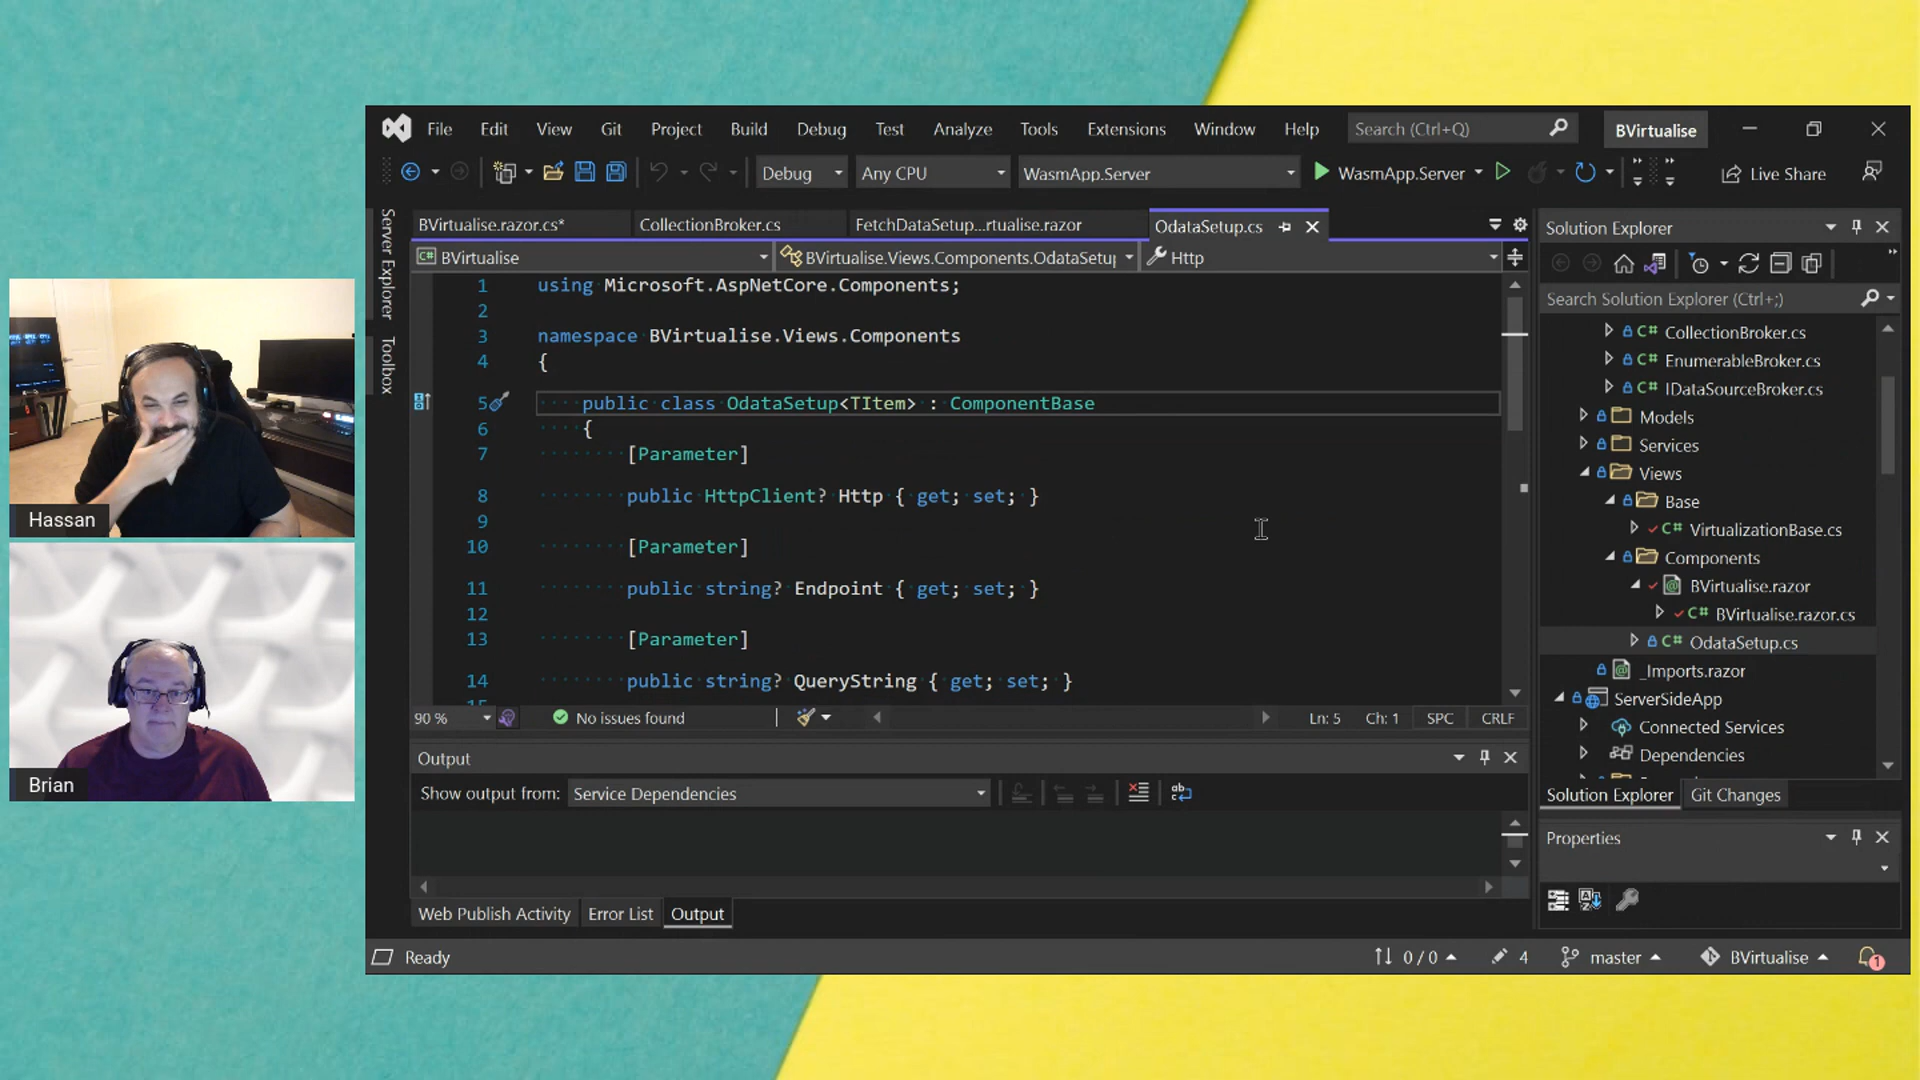 File Edit View Git Project Build Debug Test Analyze Tools Extensions Window Help Search (Ctrl+Q) BVirtualise
Debug Any CPU WasmApp.Server WasmApp.Server Live Share
Server Explorer
Toolbox
BVirtualise.razor.cs* CollectionBroker.cs FetchDataSetup...rtualise.razor OdataSetup.cs
BVirtualise BVirtualise.Views.Components.OdataSetu Http
1 using Microsoft.AspNetCore.Components;
2
3 namespace BVirtualise.Views.Components
4 {
5 public class OdataSetup<TItem> : ComponentBase
6 {
7 [Parameter]
8 public HttpClient? Http { get; set; }
9
10 [Parameter]
11 public string? Endpoint { get; set; }
12
13 [Parameter]
14 public string? QueryString { get; set; }
90 % No issues found Ln: 5 Ch: 1 SPC CRLF
Output
Show output from: Service Dependencies
Web Publish Activity Error List Output
Solution Explorer
Search Solution Explorer (Ctrl+;)
C# CollectionBroker.cs
C# EnumerableBroker.cs
C# IDataSourceBroker.cs
Models
Services
Views
Base
C# VirtualizationBase.cs
Components
BVirtualise.razor
C# BVirtualise.razor.cs
C# OdataSetup.cs
_Imports.razor
ServerSideApp
Connected Services
Dependencies
Solution Explorer Git Changes
Properties
Ready 0 / 0 4 master BVirtualise 1
Hassan
Brian